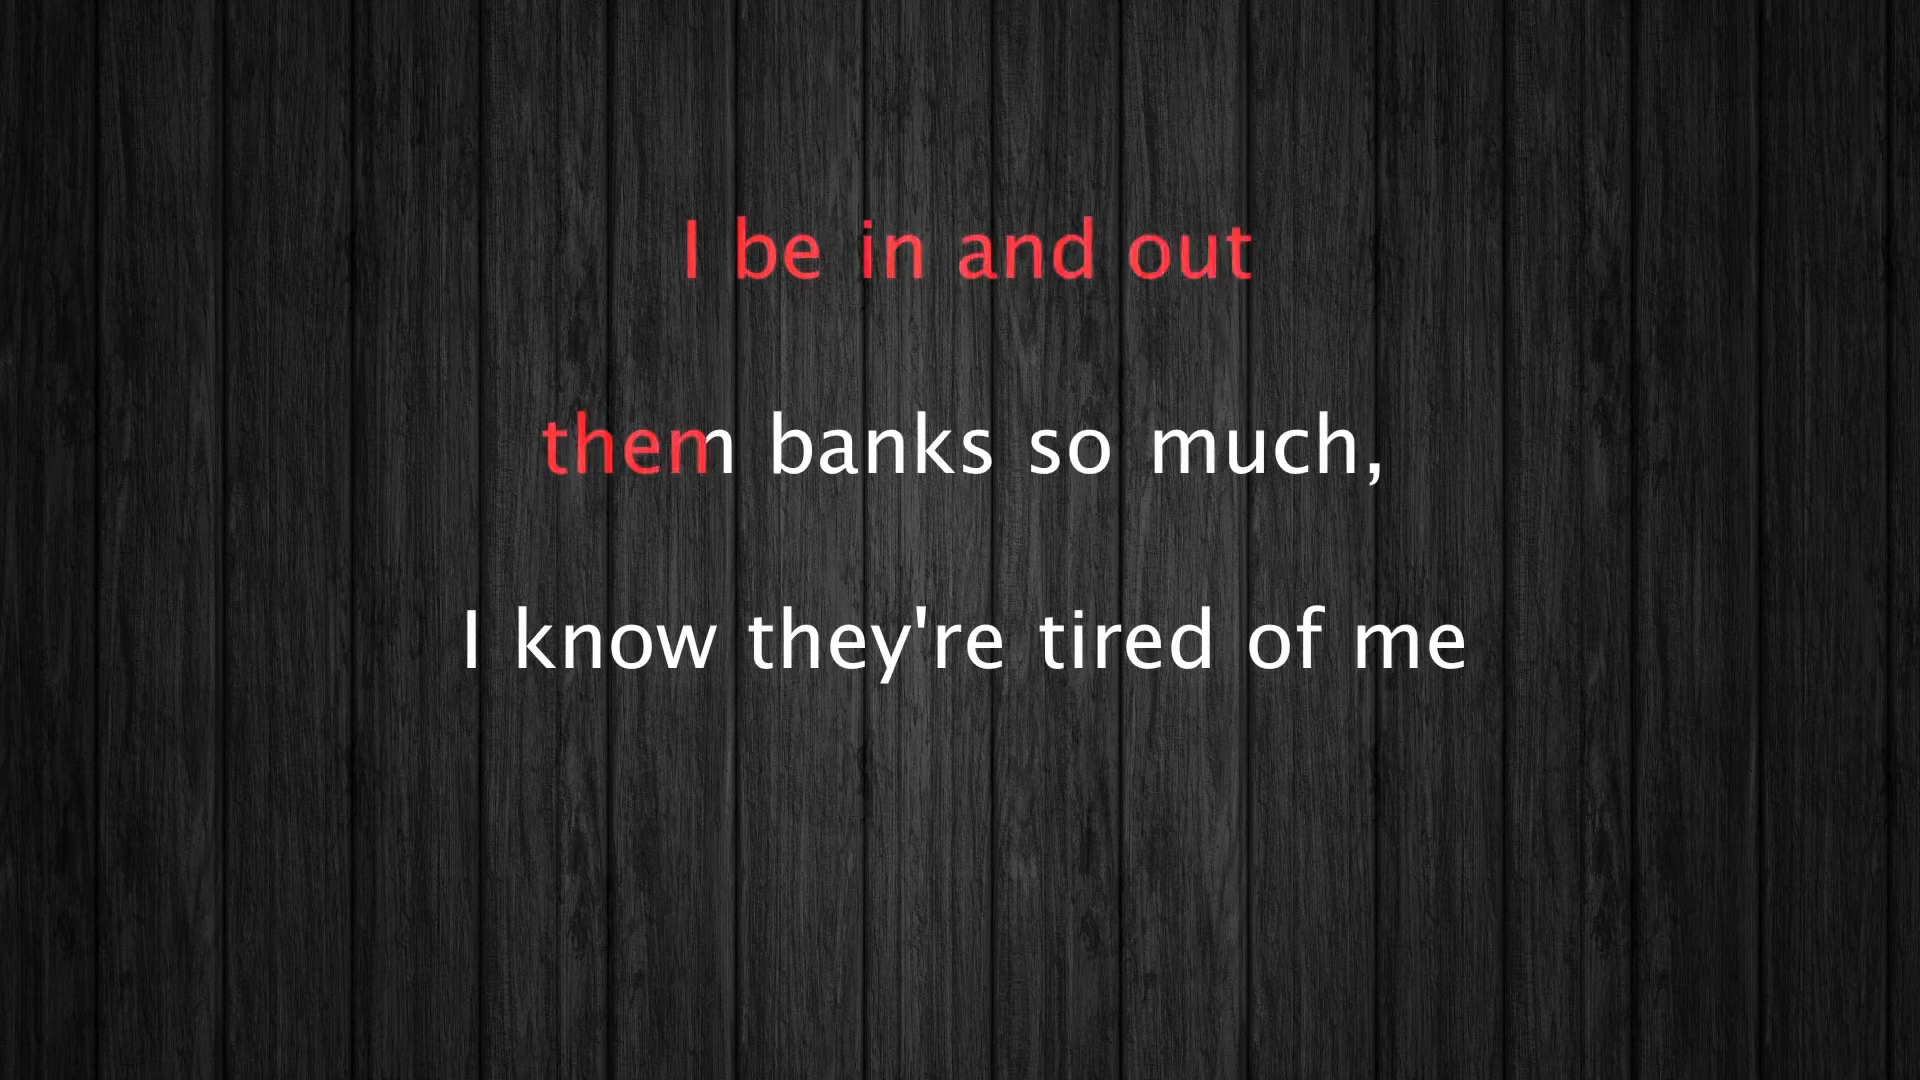 I be in and out
them banks so much,
I know they're tired of me